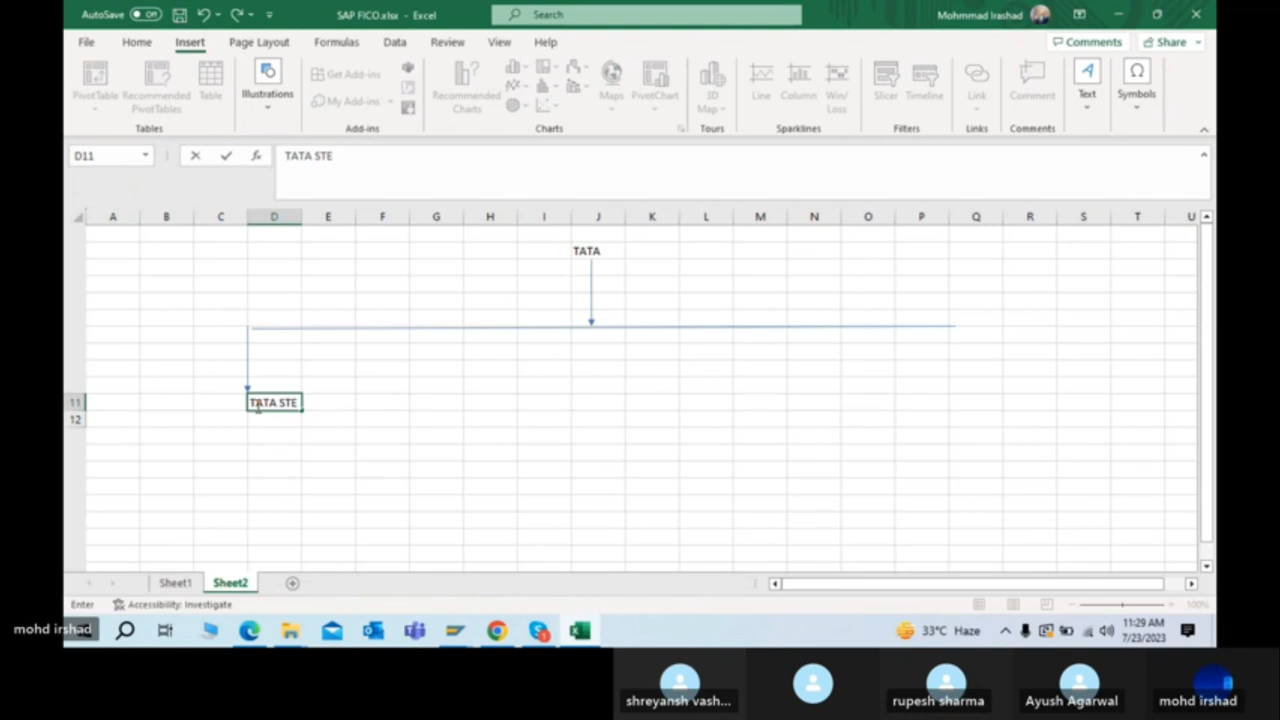 AutoSave Off SAP FICO.xlsx - Excel Search Mohmmad Irashad
File Home Insert Page Layout Formulas Data Review View Help Comments Share
PivotTable Recommended PivotTables Table Illustrations Get Add-ins My Add-ins Recommended Charts Maps PivotChart 3D Map Line Column Win/Loss Slicer Timeline Link Comment Text Symbols
Tables Add-ins Charts Tours Sparklines Filters Links Comments
D11 fx TATA STE
A B C D E F G H I J K L M N O P Q R S T U
TATA
11 TATA STE
12
Sheet1 Sheet2
Enter Accessibility: Investigate 100%
mohd irshad 33°C Haze 11:29 AM
7/23/2023
shreyansh vash... rupesh sharma Ayush Agarwal mohd irshad